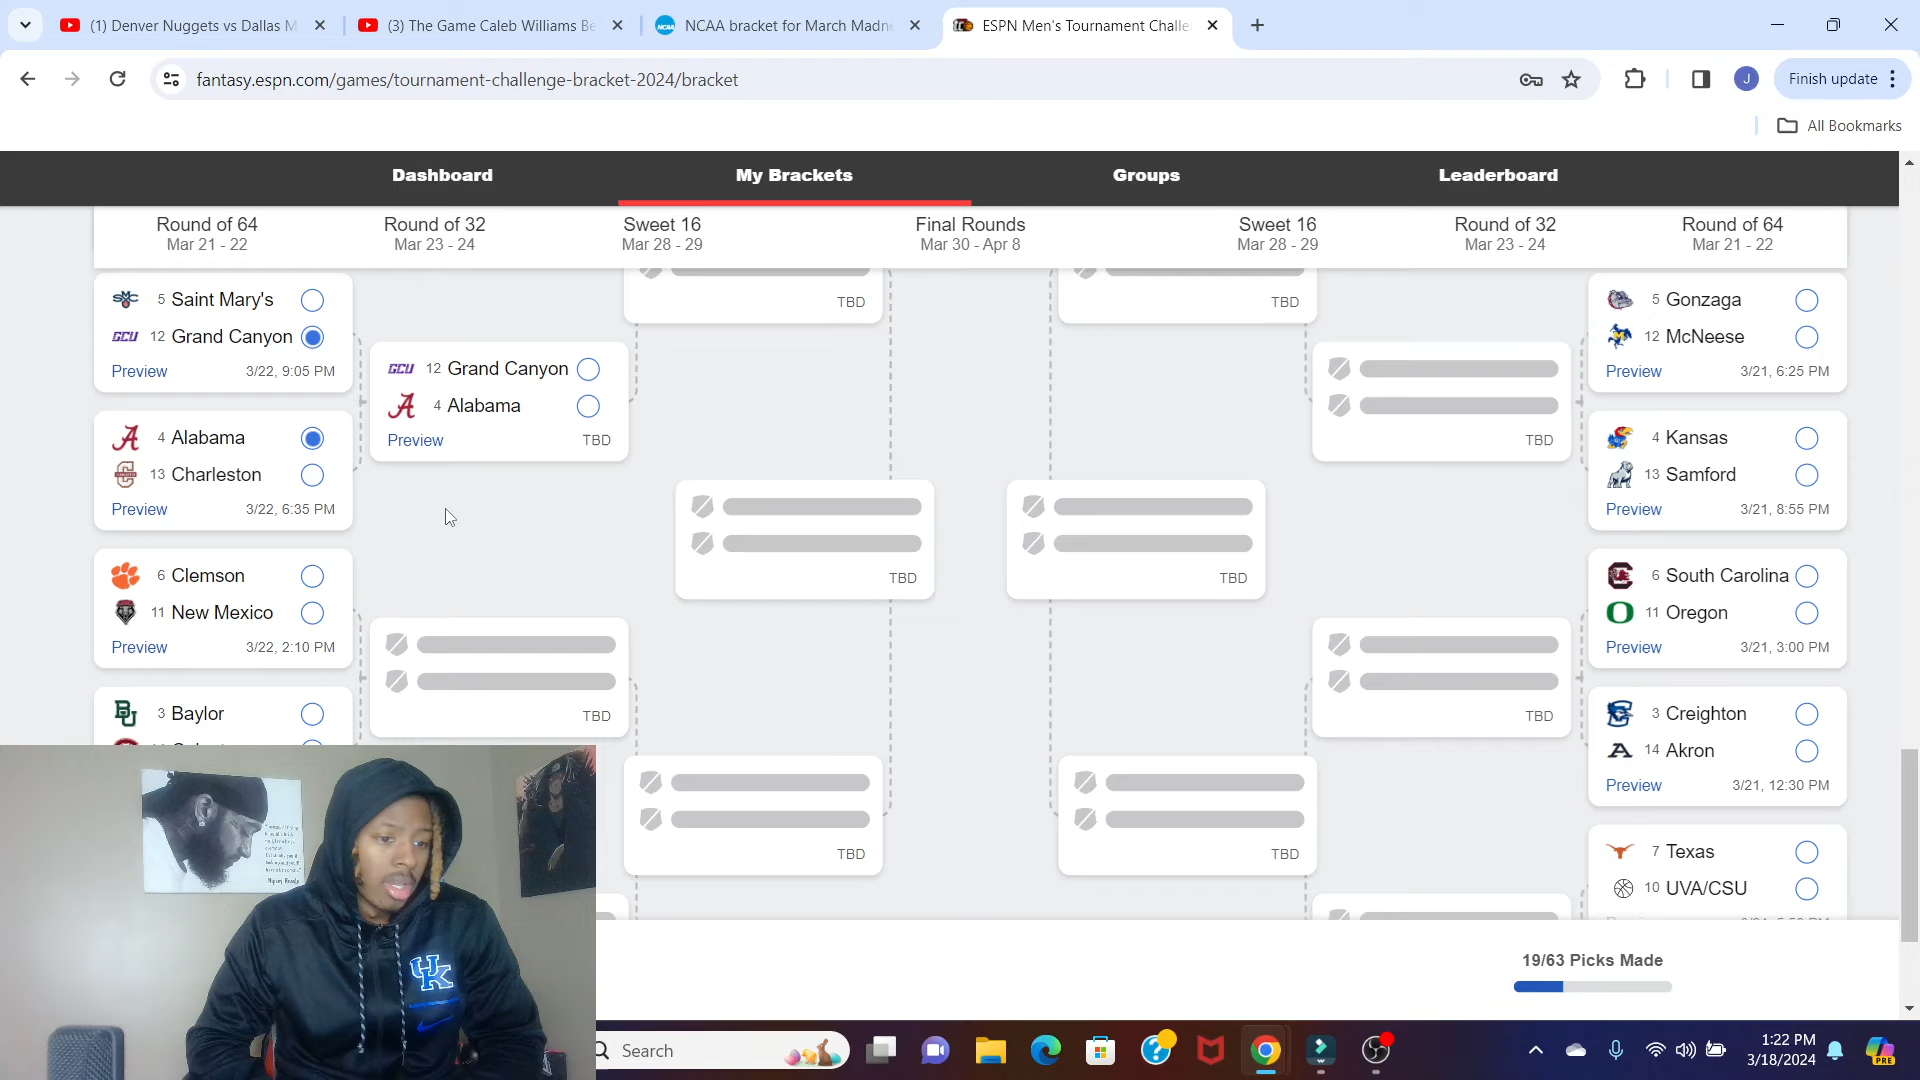 (1) Denver Nuggets vs Dallas M
(3) The Game Caleb Williams Be
NCAA bracket for March Madne
ESPN Men's Tournament Challe
fantasy.espn.com/games/tournament-challenge-bracket-2024/bracket
J
Finish update
All Bookmarks
Dashboard
My Brackets
Groups
Leaderboard
Round of 64
Mar 21 - 22
Round of 32
Mar 23 - 24
Sweet 16
Mar 28 - 29
Final Rounds
Mar 30 - Apr 8
Sweet 16
Mar 28 - 29
Round of 32
Mar 23 - 24
Round of 64
Mar 21 - 22
5 Saint Mary's
GCU 12 Grand Canyon
Preview 3/22, 9:05 PM
4 Alabama
13 Charleston
Preview 3/22, 6:35 PM
6 Clemson
11 New Mexico
Preview 3/22, 2:10 PM
3 Baylor
GCU 12 Grand Canyon
4 Alabama
Preview TBD
TBD
TBD
TBD
TBD
TBD
TBD
TBD
TBD
TBD
5 Gonzaga
12 McNeese
Preview 3/21, 6:25 PM
4 Kansas
13 Samford
Preview 3/21, 8:55 PM
6 South Carolina
11 Oregon
Preview 3/21, 3:00 PM
3 Creighton
14 Akron
Preview 3/21, 12:30 PM
7 Texas
10 UVA/CSU
19/63 Picks Made
UK
Search
1:22 PM
3/18/2024
PRE